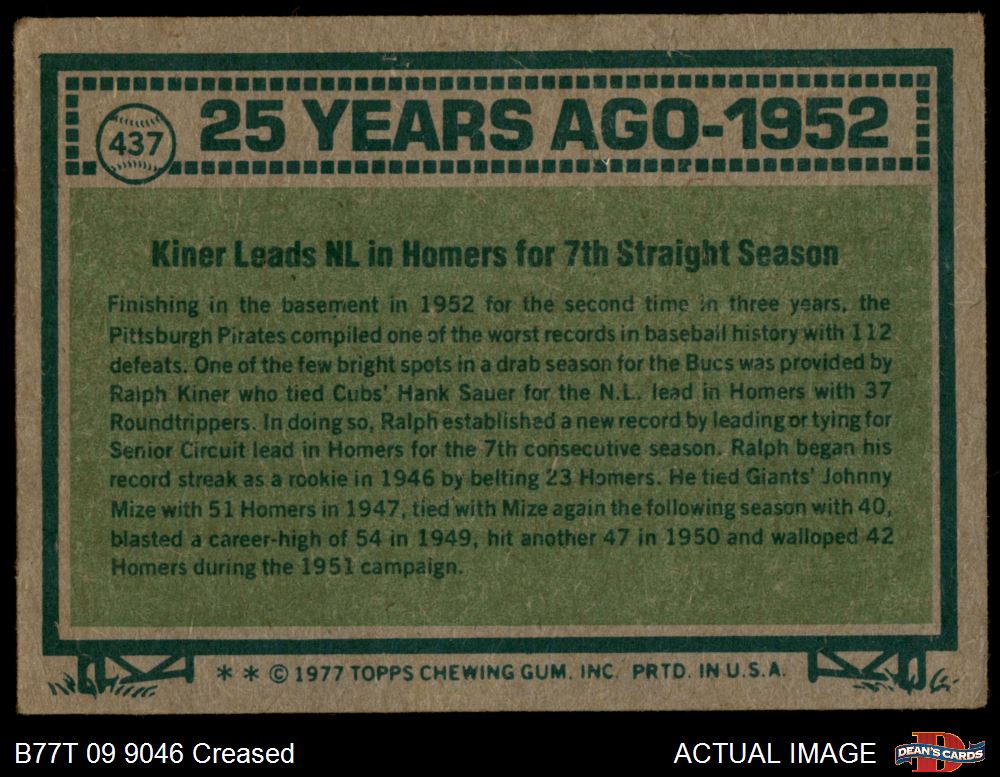 437
25 YEARS AGO-1952
Kiner Leads NL in Homers for 7th Straight Season
Finishing in the basement in 1952 for the second time in three years, the
Pittsburgh Pirates compiled one of the worst records in baseball history with 112
defeats. One of the few bright spots in a drab season for the Bucs was provided by
Ralph Kiner who tied Cubs' Hank Sauer for the N.L. lead in Homers with 37
Roundtrippers. In doing so, Ralph established a new record by leading or tying for
Senior Circuit lead in Homers for the 7th consecutive season. Ralph began his
record streak as a rookie in 1946 by belting 23 Homers. He tied Giants' Johnny
Mize with 51 Homers in 1947, tied with Mize again the following season with 40,
blasted a career-high of 54 in 1949, hit another 47 in 1950 and walloped 42
Homers during the 1951 campaign.
* * © 1977 TOPPS CHEWING GUM, INC. PRTD. IN U.S.A.
B77T 09 9046 Creased
ACTUAL IMAGE
D
DEAN'S CARDS